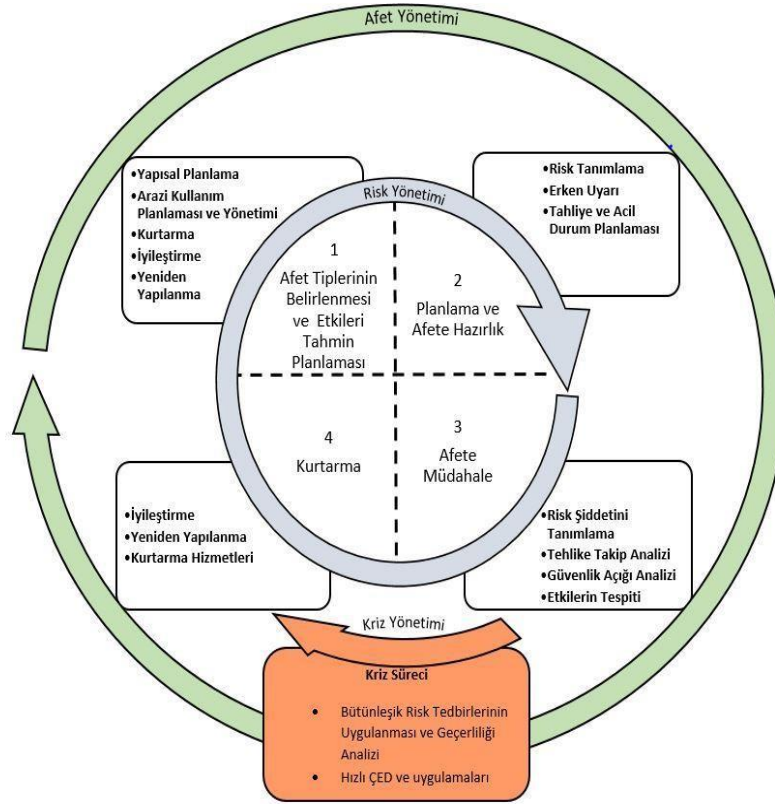 Afet Yönetimi
•Yapısal Planlama
•Arazi Kullanım
Planlaması ve Yönetimi
•Kurtarma
•İyileştirme
•Yeniden
Yapılanma
Risk Yönetimi
•Risk Tanımlama
•Erken Uyarı
•Tahliye ve Acil
Durum Planlaması
1
Afet Tiplerinin
Belirlenmesi
ve Etkileri
Tahmin
Planlaması
2
Planlama ve
Afete Hazırlık
4
Kurtarma
3
Afete
Müdahale
•İyileştirme
•Yeniden Yapılanma
•Kurtarma Hizmetleri
•Risk Şiddetini
Tanımlama
•Tehlike Takip Analizi
•Güvenlik Açığı Analizi
•Etkilerin Tespiti
Kriz Yönetimi
Kriz Süreci
• Bütünleşik Risk Tedbirlerinin
Uygulanması ve Geçerliliği
Analizi
• Hızlı ÇED ve uygulamaları